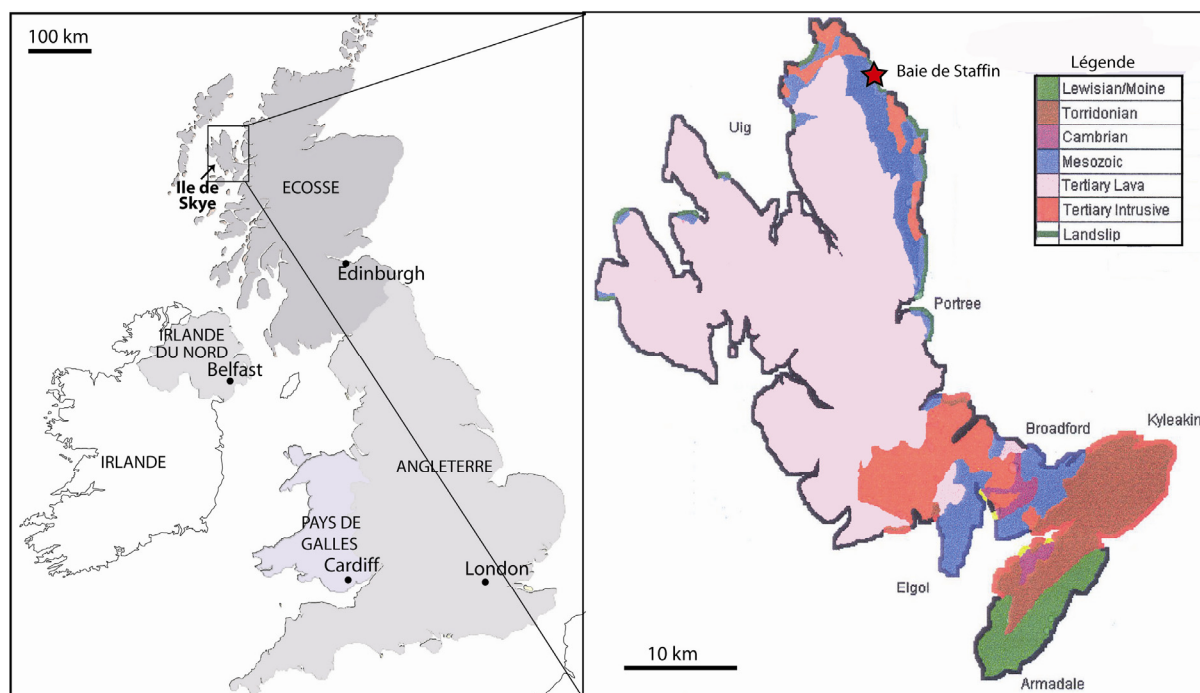 100 km
Ile de
Skye
ECOSSE
Edinburgh
IRLANDE
DU NORD
Belfast
IRLANDE
ANGLETERRE
PAYS DE
GALLES
Cardiff
London
Baie de Staffin
Légende
Lewisian/Moine
Torridonian
Cambrian
Mesozoic
Tertiary Lava
Tertiary Intrusive
Landslip
Uig
Portree
Broadford
Kyleakin
Elgol
Armadale
10 km